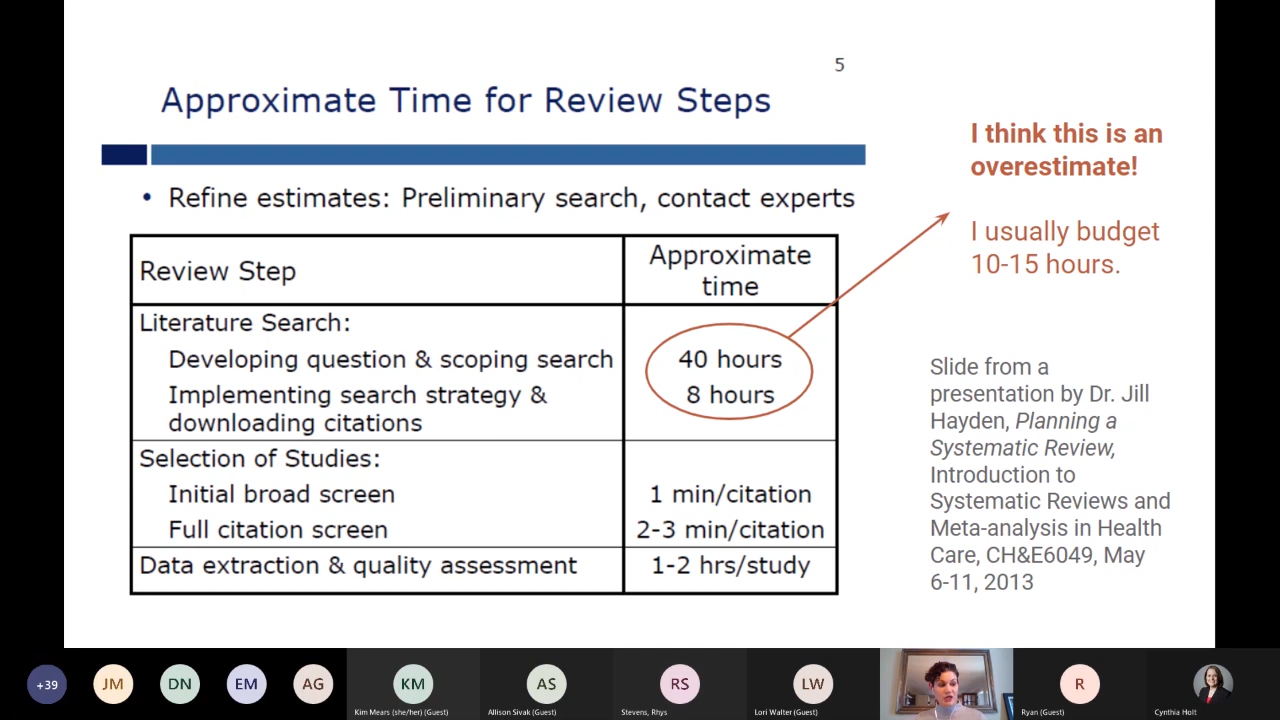 5
Approximate Time for Review Steps
• Refine estimates: Preliminary search, contact experts
Review Step
Approximate
time
Literature Search:
Developing question & scoping search
40 hours
Implementing search strategy &
downloading citations
8 hours
Selection of Studies:
Initial broad screen
1 min/citation
Full citation screen
2-3 min/citation
Data extraction & quality assessment
1-2 hrs/study
I think this is an
overestimate!
I usually budget
10-15 hours.
Slide from a
presentation by Dr. Jill
Hayden, Planning a
Systematic Review,
Introduction to
Systematic Reviews and
Meta-analysis in Health
Care, CH&E6049, May
6-11, 2013
+39
JM
DN
EM
AG
KM
Kim Mears (she/her) (Guest)
AS
Allison Sivak (Guest)
RS
Stevens, Rhys
LW
Lori Walter (Guest)
R
Ryan (Guest)
Cynthia Holt